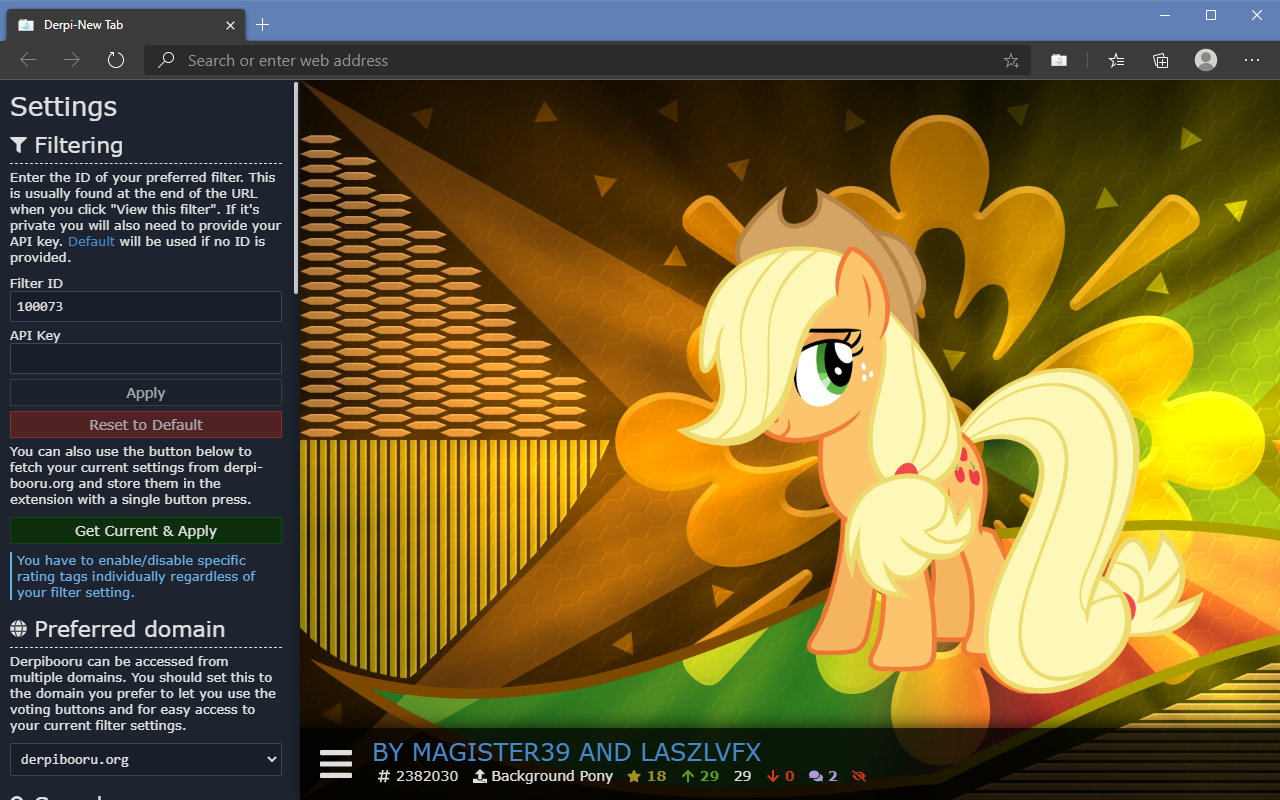 Derpi-New Tab
Search or enter web address
Settings
Filtering
Enter the ID of your preferred filter. This
is usually found at the end of the URL
when you click "View this filter". If it's
private you will also need to provide your
API key. Default will be used if no ID is
provided.
Filter ID
100073
API Key
Apply
Reset to Default
You can also use the button below to
fetch your current settings from derpi-
booru.org and store them in the
extension with a single button press.
Get Current & Apply
You have to enable/disable specific
rating tags individually regardless of
your filter setting.
Preferred domain
Derpibooru can be accessed from
multiple domains. You should set this to
the domain you prefer to let you use the
voting buttons and for easy access to
your current filter settings.
derpibooru.org
BY MAGISTER39 AND LASZLVFX
# 2382030 Background Pony 18 29 29 0 2